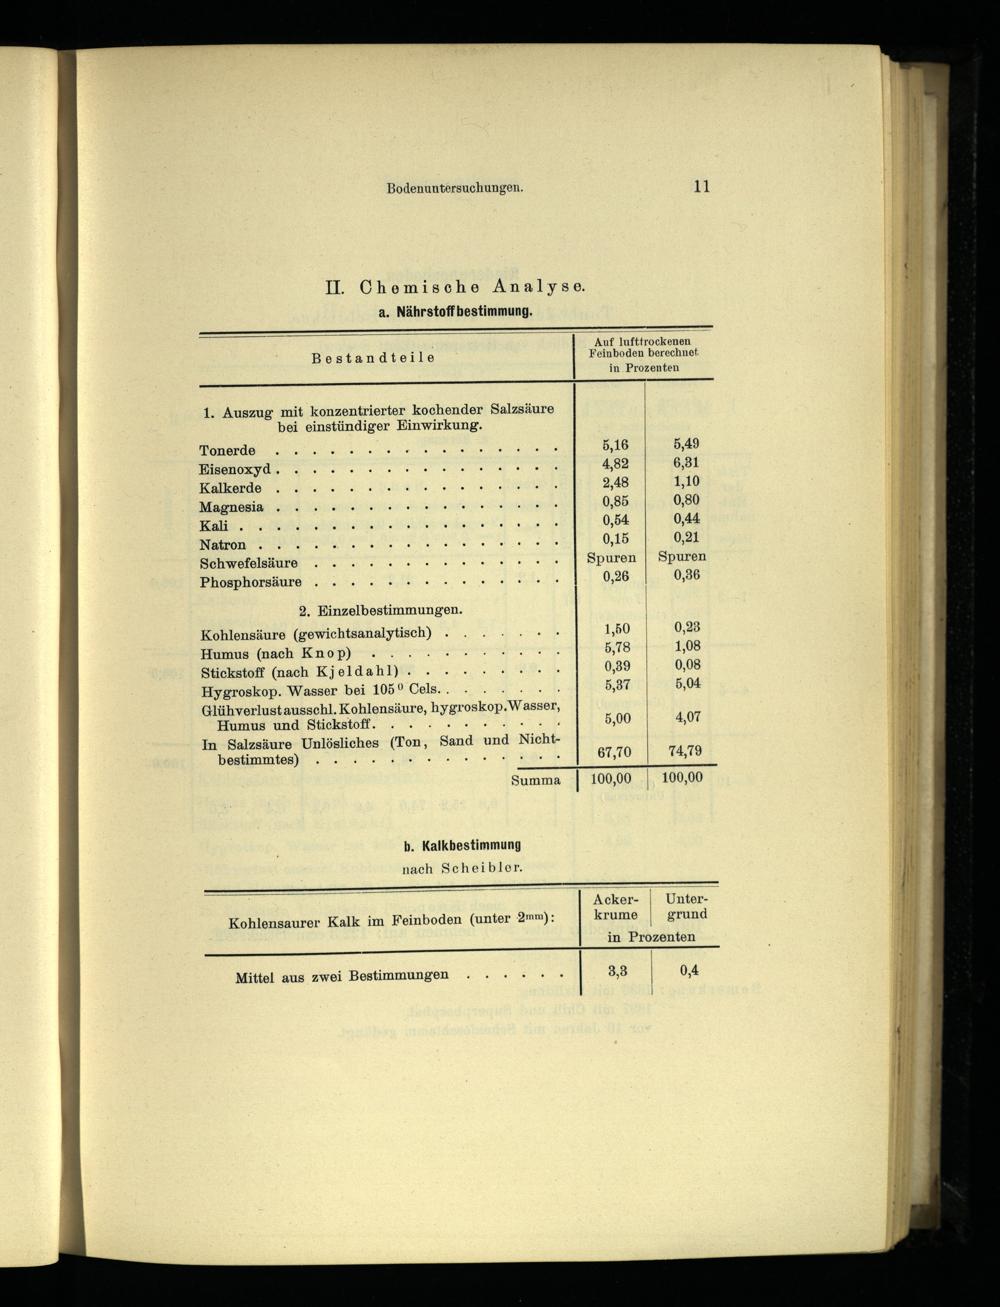 Bodenuntersuchungen. 11
II. Chemische Analyse.
a. Nährstoffbestimmung.
Bestandteile
Auf lufttrockenen
Feinboden berechnet
in Prozenten
1. Auszug mit konzentrierter kochender Salzsäure
bei einstündiger Einwirkung.
Tonerde . . . . . . . . . . . . . . . . 5,16 5,49
Eisenoxyd . . . . . . . . . . . . . . . . 4,82 6,31
Kalkerde . . . . . . . . . . . . . . . . 2,48 1,10
Magnesia . . . . . . . . . . . . . . . . 0,85 0,80
Kali . . . . . . . . . . . . . . . . . . 0,54 0,44
Natron . . . . . . . . . . . . . . . . . 0,15 0,21
Schwefelsäure . . . . . . . . . . . . . . Spuren Spuren
Phosphorsäure . . . . . . . . . . . . . . 0,26 0,36
2. Einzelbestimmungen.
Kohlensäure (gewichtsanalytisch) . . . . . . . 1,50 0,23
Humus (nach Knop) . . . . . . . . . . . 5,78 1,08
Stickstoff (nach Kjeldahl) . . . . . . . . . 0,39 0,08
Hygroskop. Wasser bei 105⁰ Cels. . . . . . . . 5,37 5,04
Glühverlust ausschl. Kohlensäure, hygroskop. Wasser,
Humus und Stickstoff. . . . . . . . . . . 5,00 4,07
In Salzsäure Unlösliches (Ton, Sand und Nicht-
bestimmtes) . . . . . . . . . . . . . . 67,70 74,79
Summa 100,00 100,00
b. Kalkbestimmung
nach Scheibler.
Kohlensaurer Kalk im Feinboden (unter 2mm):
Acker- Unter-
krume grund
in Prozenten
Mittel aus zwei Bestimmungen . . . . . . 3,3 0,4